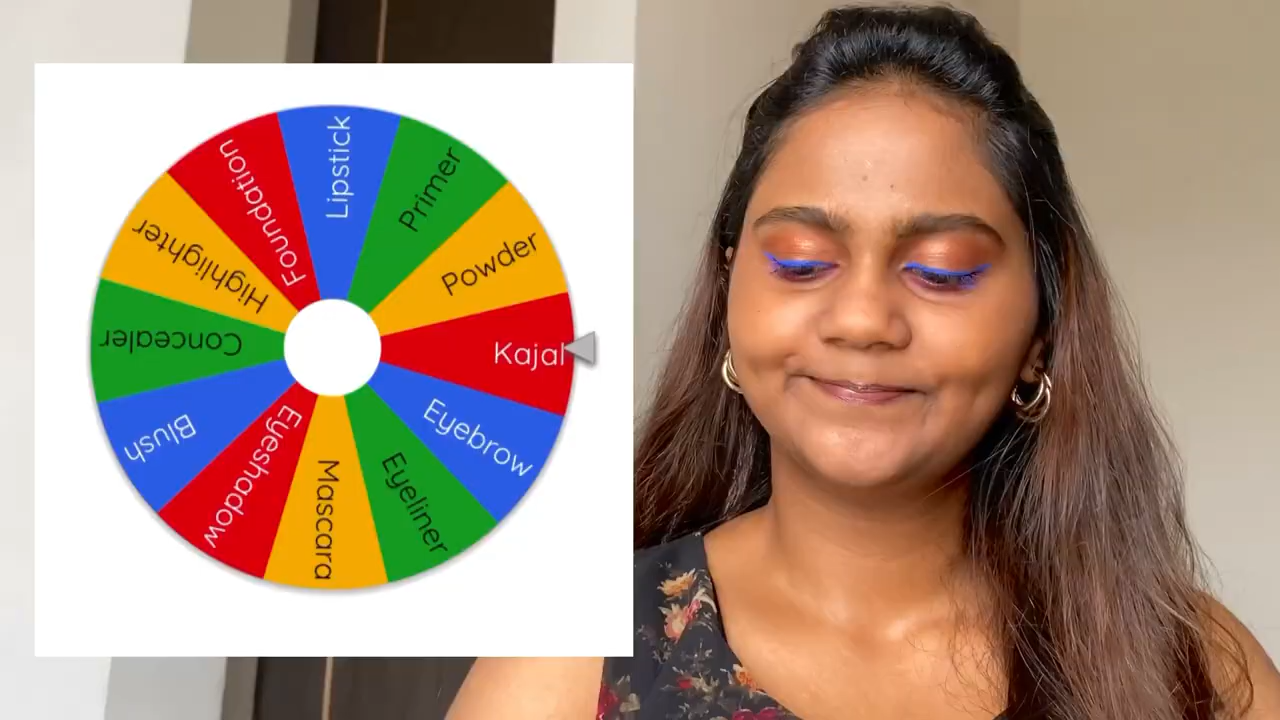 Lipstick
Primer
Powder
Kajal
Eyebrow
Eyeliner
Mascara
Eyeshadow
Blush
Concealer
Highlighter
Foundation